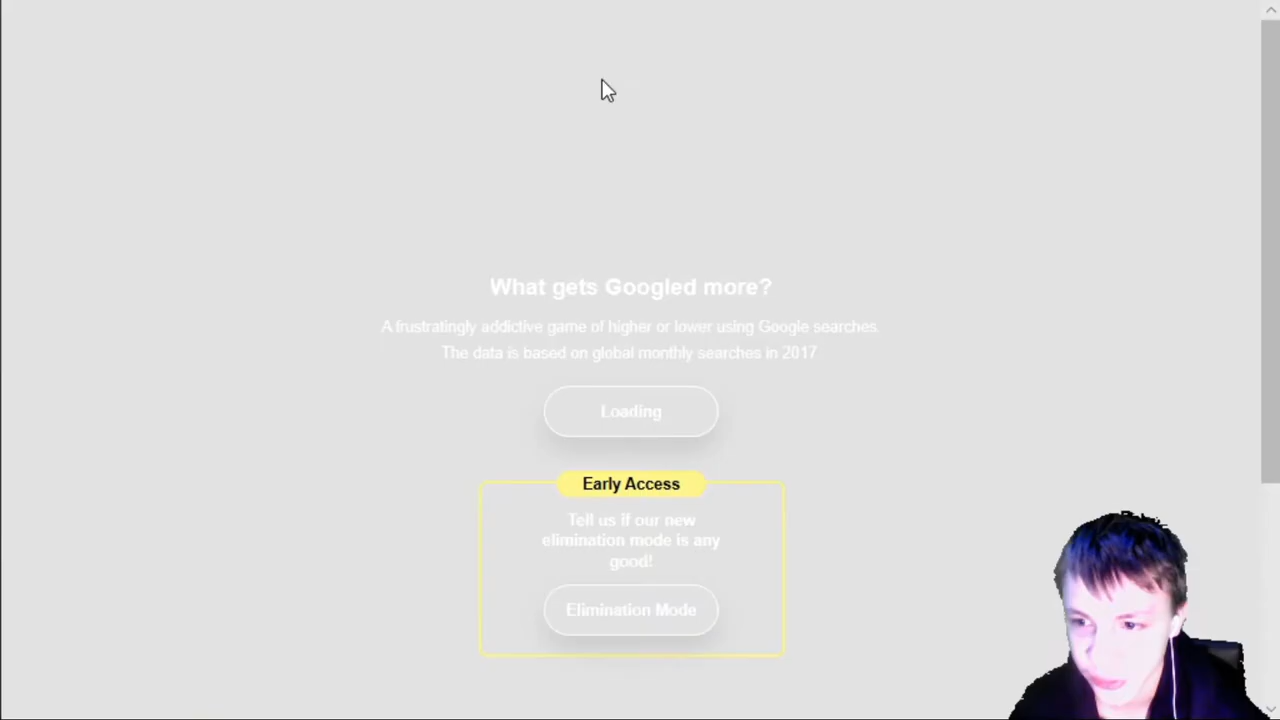 What gets Googled more?
A frustratingly addictive game of higher or lower using Google searches.
The data is based on global monthly searches in 2017
Loading
Early Access
Tell us if our new
elimination mode is any
good!
Elimination Mode